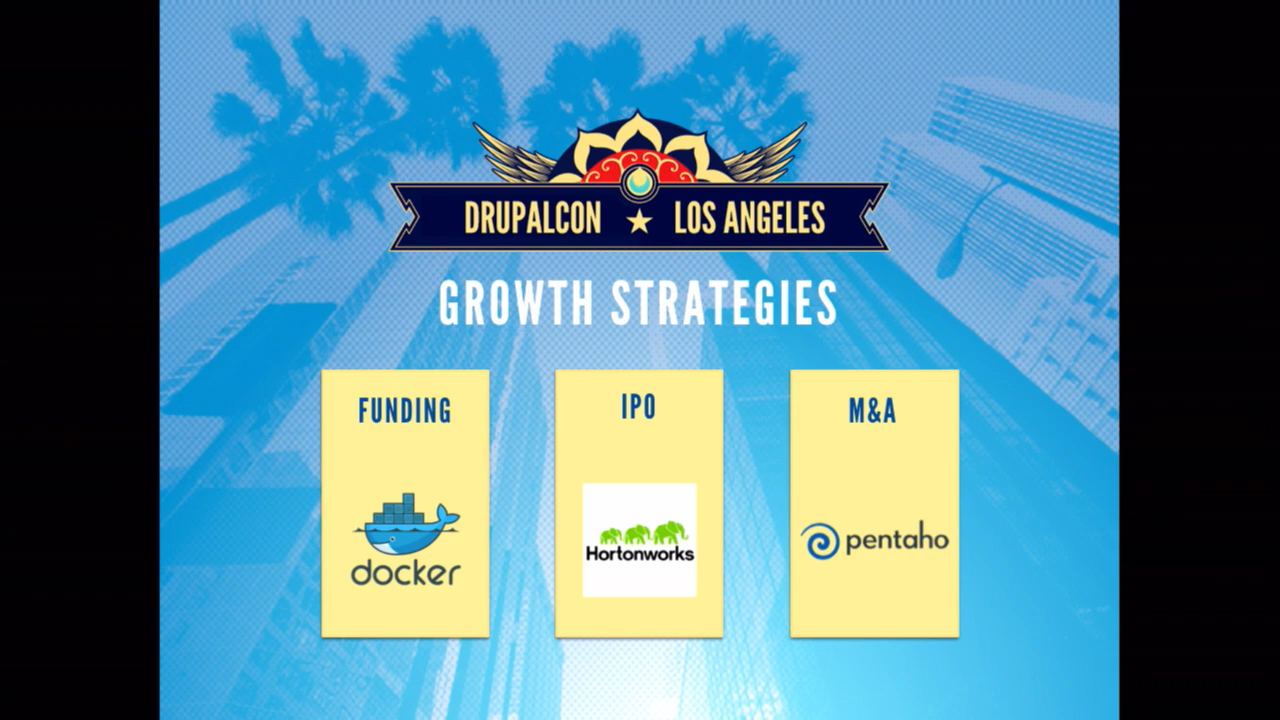 DRUPALCON ★ LOS ANGELES
GROWTH STRATEGIES
FUNDING
docker
IPO
Hortonworks
M&A
pentaho